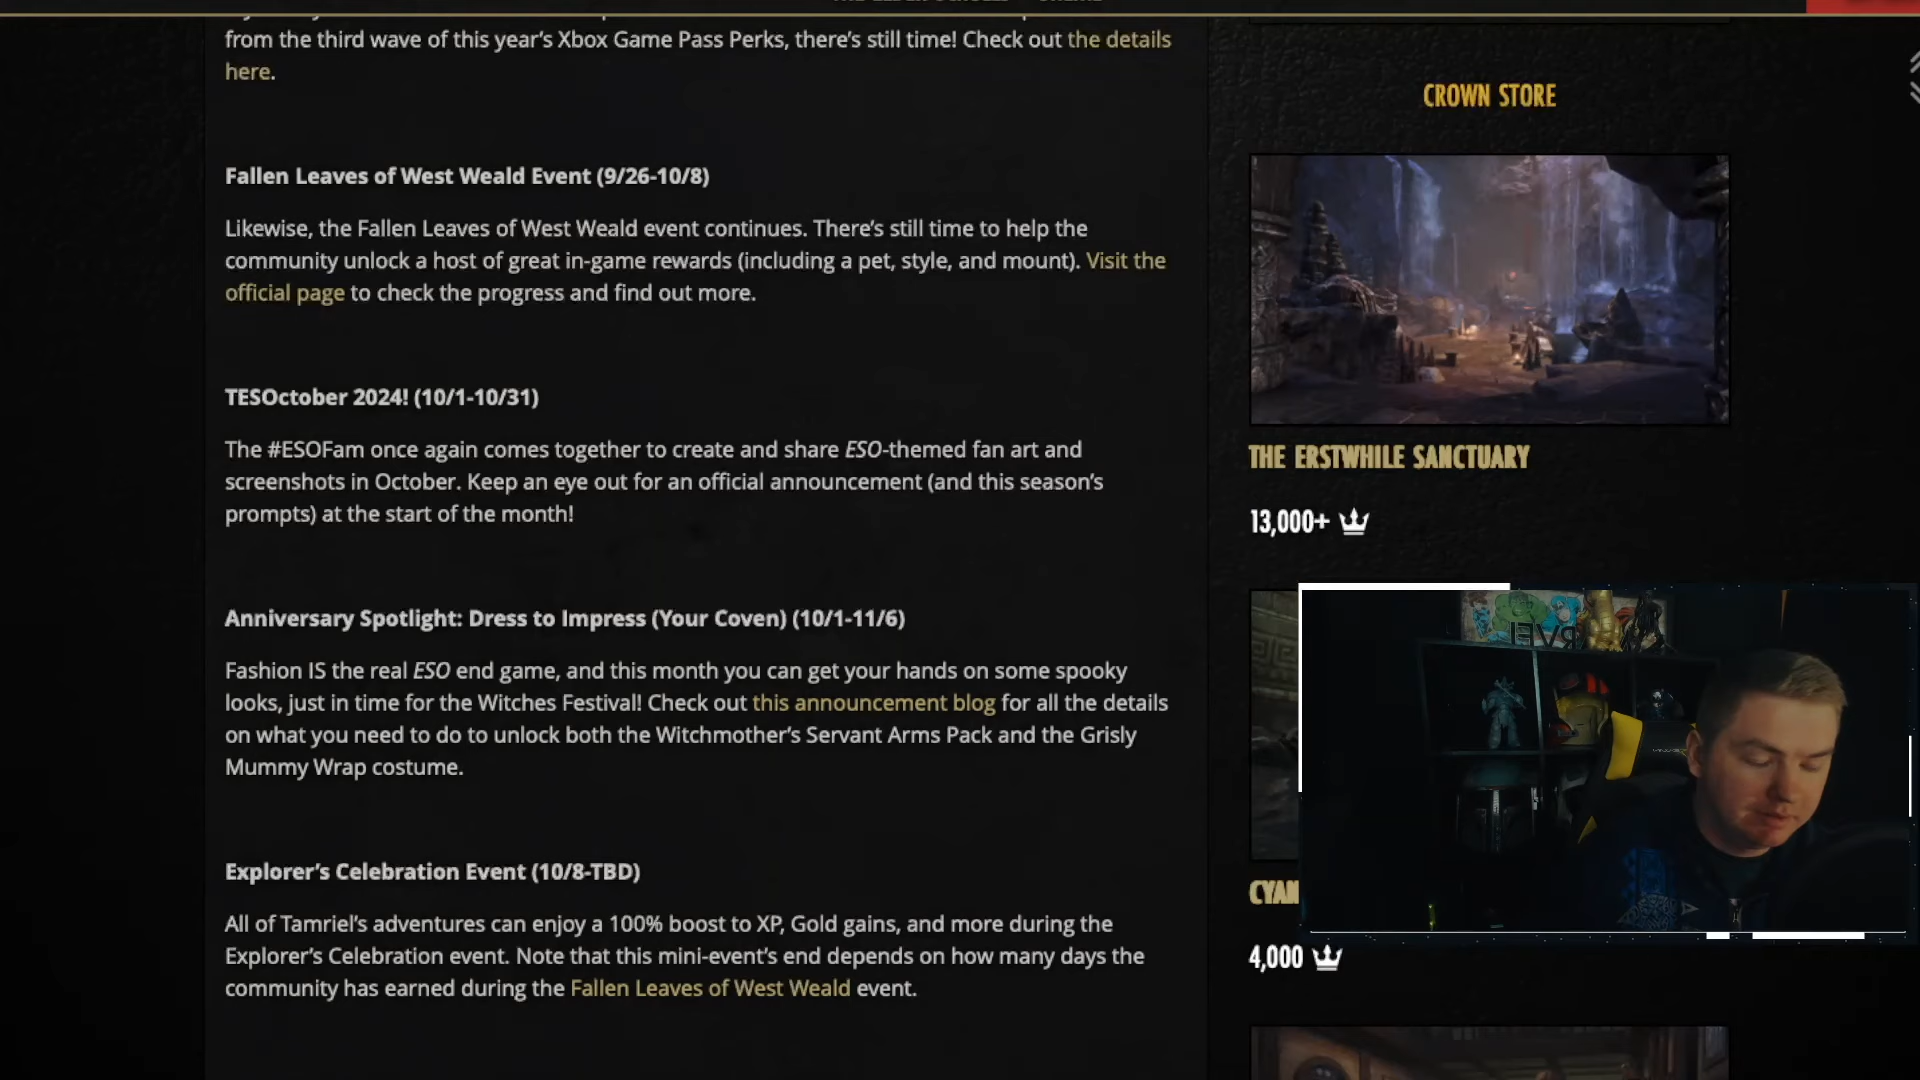 from the third wave of this year's Xbox Game Pass Perks, there's still time! Check out the details
here.
Fallen Leaves of West Weald Event (9/26-10/8)
Likewise, the Fallen Leaves of West Weald event continues. There's still time to help the
community unlock a host of great in-game rewards (including a pet, style, and mount). Visit the
official page to check the progress and find out more.
TESOctober 2024! (10/1-10/31)
The #ESOFam once again comes together to create and share ESO-themed fan art and
screenshots in October. Keep an eye out for an official announcement (and this season's
prompts) at the start of the month!
Anniversary Spotlight: Dress to Impress (Your Coven) (10/1-11/6)
Fashion IS the real ESO end game, and this month you can get your hands on some spooky
looks, just in time for the Witches Festival! Check out this announcement blog for all the details
on what you need to do to unlock both the Witchmother's Servant Arms Pack and the Grisly
Mummy Wrap costume.
Explorer's Celebration Event (10/8-TBD)
All of Tamriel's adventures can enjoy a 100% boost to XP, Gold gains, and more during the
Explorer's Celebration event. Note that this mini-event's end depends on how many days the
community has earned during the Fallen Leaves of West Weald event.
CROWN STORE
THE ERSTWHILE SANCTUARY
13,000+
CYAN
4,000